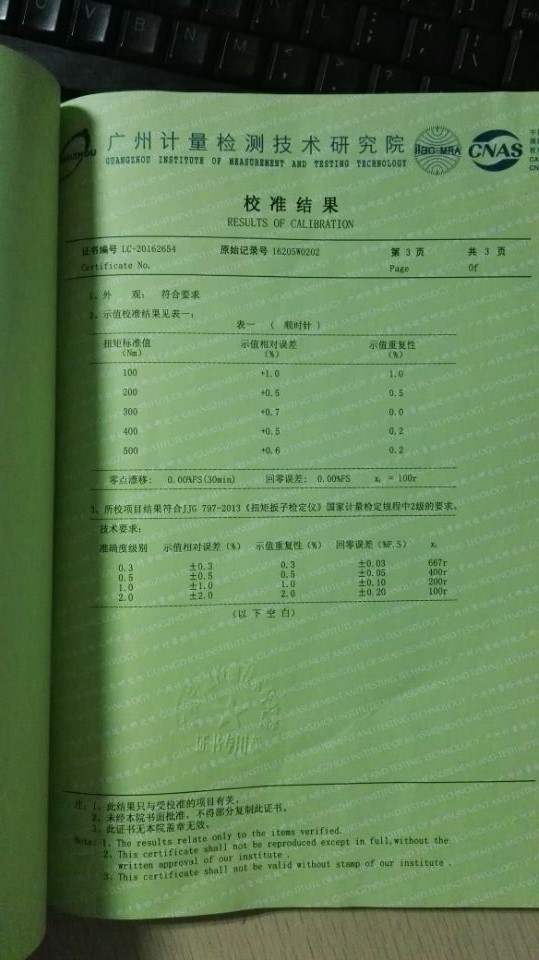 广州计量检测技术研究院
GUANGZHOU INSTITUTE OF MEASUREMENT AND TESTING TECHNOLOGY
ilac-MRA
CNAS
校准结果
RESULTS OF CALIBRATION
证书编号 LC-20162654 原始记录号 16205W0202 第 3 页 共 3 页
Certificate No. Page Of
1、外 观: 符合要求
2、示值校准结果见表一:
表一 ( 顺时针 )
扭矩标准值 示值相对误差 示值重复性
(Nm) (%) (%)
100 +1.0 1.0
200 +0.5 0.5
300 +0.7 0.0
400 +0.5 0.2
500 +0.6 0.2
零点漂移: 0.00%FS(30min) 回零误差: 0.00%FS xₑ = 100r
3、所校项目结果符合JJG 797-2013《扭矩扳子检定仪》国家计量检定规程中2级的要求。
技术要求:
准确度级别 示值相对误差(%) 示值重复性(%) 回零误差(%F.S) xₑ
0.3 ±0.3 0.3 ±0.03 667r
0.5 ±0.5 0.5 ±0.05 400r
1.0 ±1.0 1.0 ±0.10 200r
2.0 ±2.0 2.0 ±0.20 100r
(以 下 空 白)
证书专用章
注: 1、此结果只与受校准的项目有关。
2、未经本院书面批准, 不得部分复制此证书。
3、此证书无本院盖章无效。
Note: 1、The results relate only to the items verified.
2、This certificate shall not be reproduced except in full,without the
written approval of our institute .
3、This certificate shall not be valid without stamp of our institute .